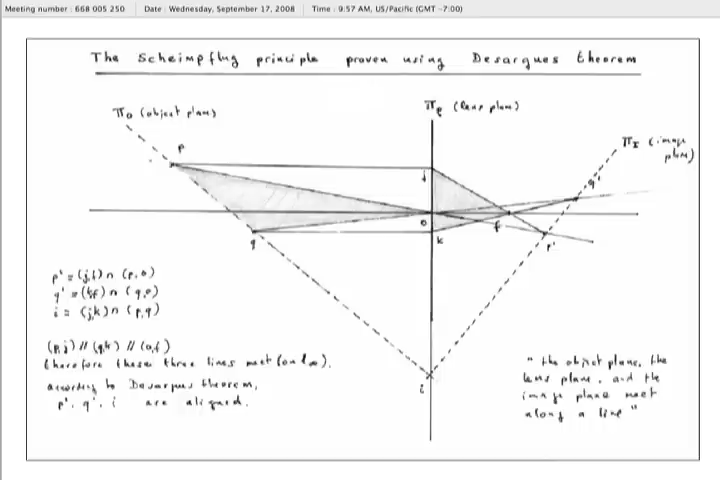 Meeting number : 668 005 250 Date : Wednesday, September 17, 2008 Time : 9:57 AM, US/Pacific (GMT -7:00)
The Scheimpflug principle proven using Desargues theorem
Πo (object plane)
Πl (lens plane)
ΠI (image plane)
p
j
q'
o
f
q
k
p'
i
p' = (j,f) ∩ (p,o)
q' = (k,f) ∩ (q,o)
i = (j,k) ∩ (p,q)
(p,j) // (q,k) // (o,f)
therefore these three lines meet (on l∞).
according to Desargues theorem,
p', q', i are aligned.
" the object plane, the
lens plane, and the
image plane meet
along a line "